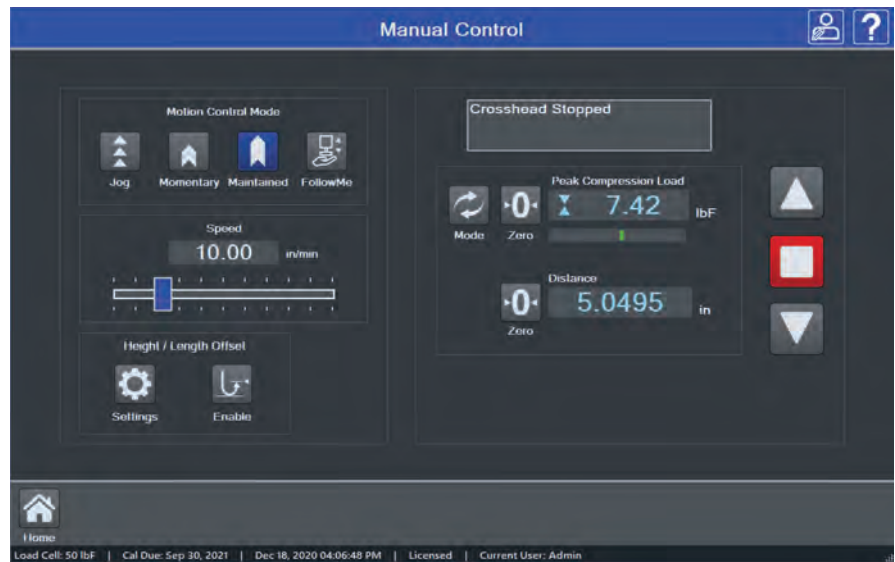 Manual Control
?
Motion Control Mode
Jog Momentary Maintained FollowMe
Speed
10.00 in/min
Height / Length Offset
Settings Enable
Crosshead Stopped
Peak Compression Load
0 7.42 lbF
Mode Zero
Distance
0 5.0495 in
Zero
Home
Load Cell: 50 lbF | Cal Due: Sep 30, 2021 | Dec 18, 2020 04:06:48 PM | Licensed | Current User: Admin